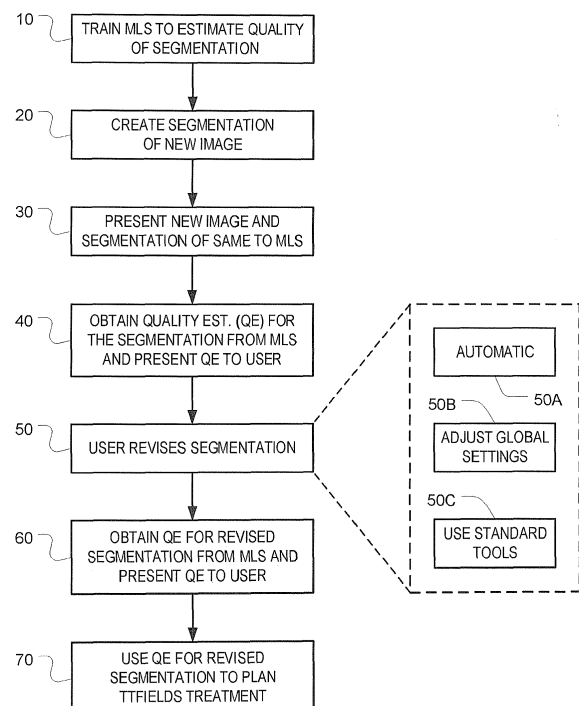 10
TRAIN MLS TO ESTIMATE QUALITY
OF SEGMENTATION
20
CREATE SEGMENTATION
OF NEW IMAGE
30
PRESENT NEW IMAGE AND
SEGMENTATION OF SAME TO MLS
40
OBTAIN QUALITY EST. (QE) FOR
THE SEGMENTATION FROM MLS
AND PRESENT QE TO USER
50
USER REVISES SEGMENTATION
AUTOMATIC
50A
50B
ADJUST GLOBAL
SETTINGS
50C
USE STANDARD
TOOLS
60
OBTAIN QE FOR REVISED
SEGMENTATION FROM MLS AND
PRESENT QE TO USER
70
USE QE FOR REVISED
SEGMENTATION TO PLAN
TTFIELDS TREATMENT